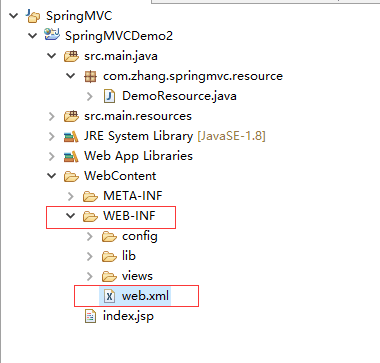 SpringMVC
SpringMVCDemo2
src.main.java
com.zhang.springmvc.resource
DemoResource.java
src.main.resources
JRE System Library [JavaSE-1.8]
Web App Libraries
WebContent
META-INF
WEB-INF
config
lib
views
web.xml
index.jsp